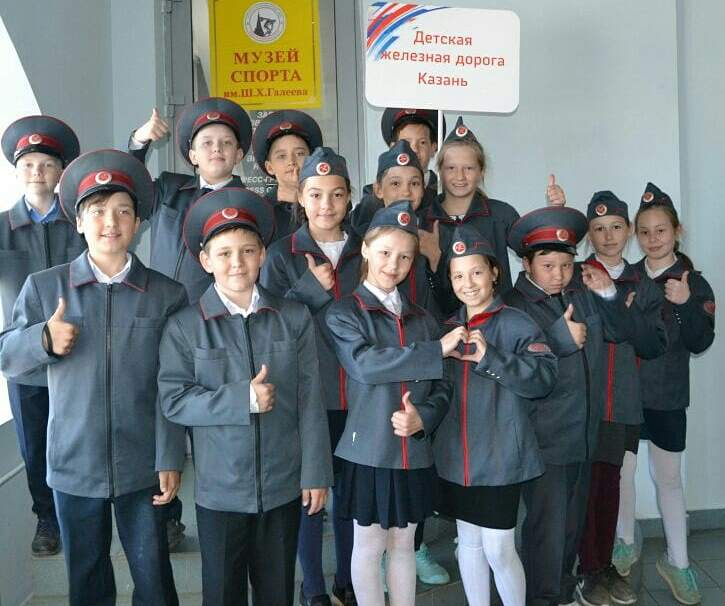 МУЗЕЙ
СПОРТА
им.Ш.Х.Галеева
Детская
железная дорога
Казань